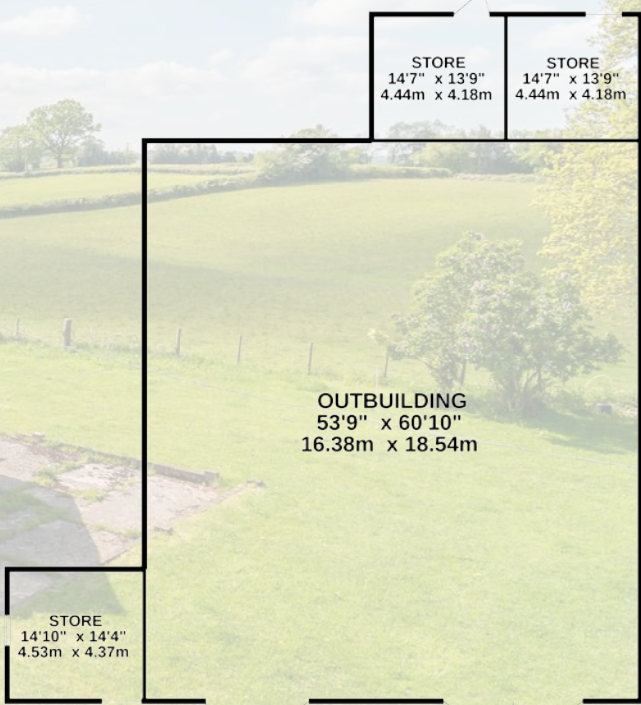 STORE
14'7" x 13'9"
4.44m x 4.18m
STORE
14'7" x 13'9"
4.44m x 4.18m
OUTBUILDING
53'9" x 60'10"
16.38m x 18.54m
STORE
14'10" x 14'4"
4.53m x 4.37m